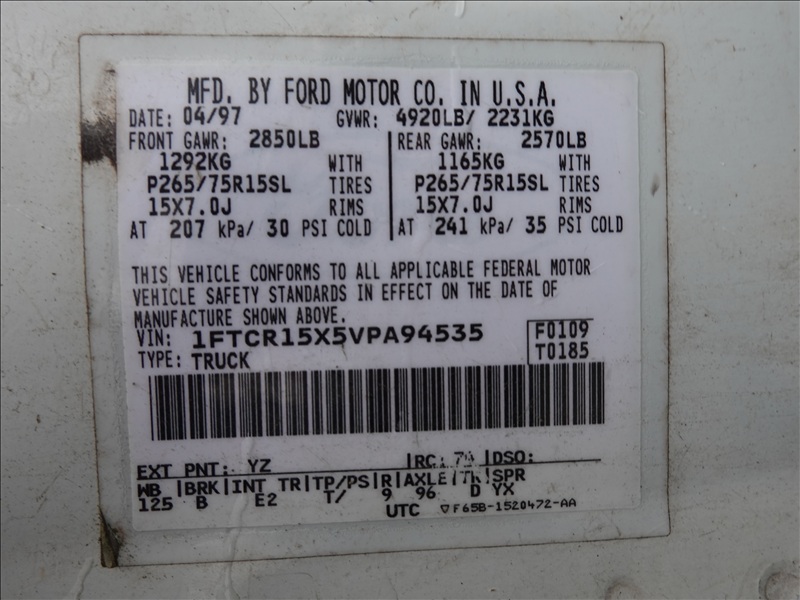 MFD. BY FORD MOTOR CO. IN U.S.A.
DATE: 04/97 GVWR: 4920LB/ 2231KG
FRONT GAWR: 2850LB REAR GAWR: 2570LB
1292KG WITH 1165KG WITH
P265/75R15SL TIRES P265/75R15SL TIRES
15X7.0J RIMS 15X7.0J RIMS
AT 207 kPa/ 30 PSI COLD AT 241 kPa/ 35 PSI COLD
THIS VEHICLE CONFORMS TO ALL APPLICABLE FEDERAL MOTOR
VEHICLE SAFETY STANDARDS IN EFFECT ON THE DATE OF
MANUFACTURE SHOWN ABOVE.
VIN: 1FTCR15X5VPA94535 F0109
TYPE: TRUCK T0185
EXT PNT: YZ RC: DSO:
WB BRK INT TR TP/PS R AXLE SPR
125 B E2 T/ 9 96 D YX
UTC ▽F65B-1520472-AA